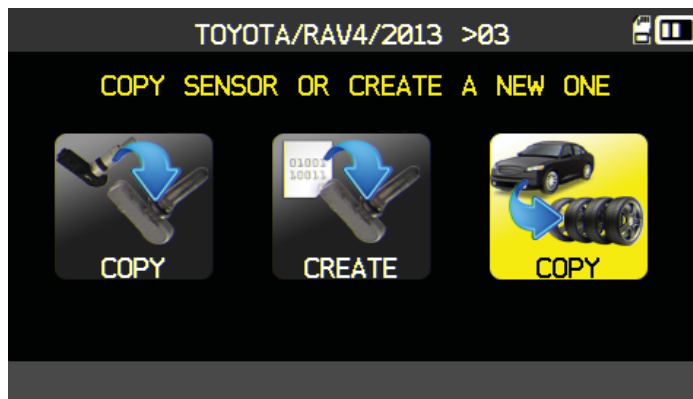 TOYOTA/RAV4/2013 >03
COPY SENSOR OR CREATE A NEW ONE
01001
10011
COPY
CREATE
COPY